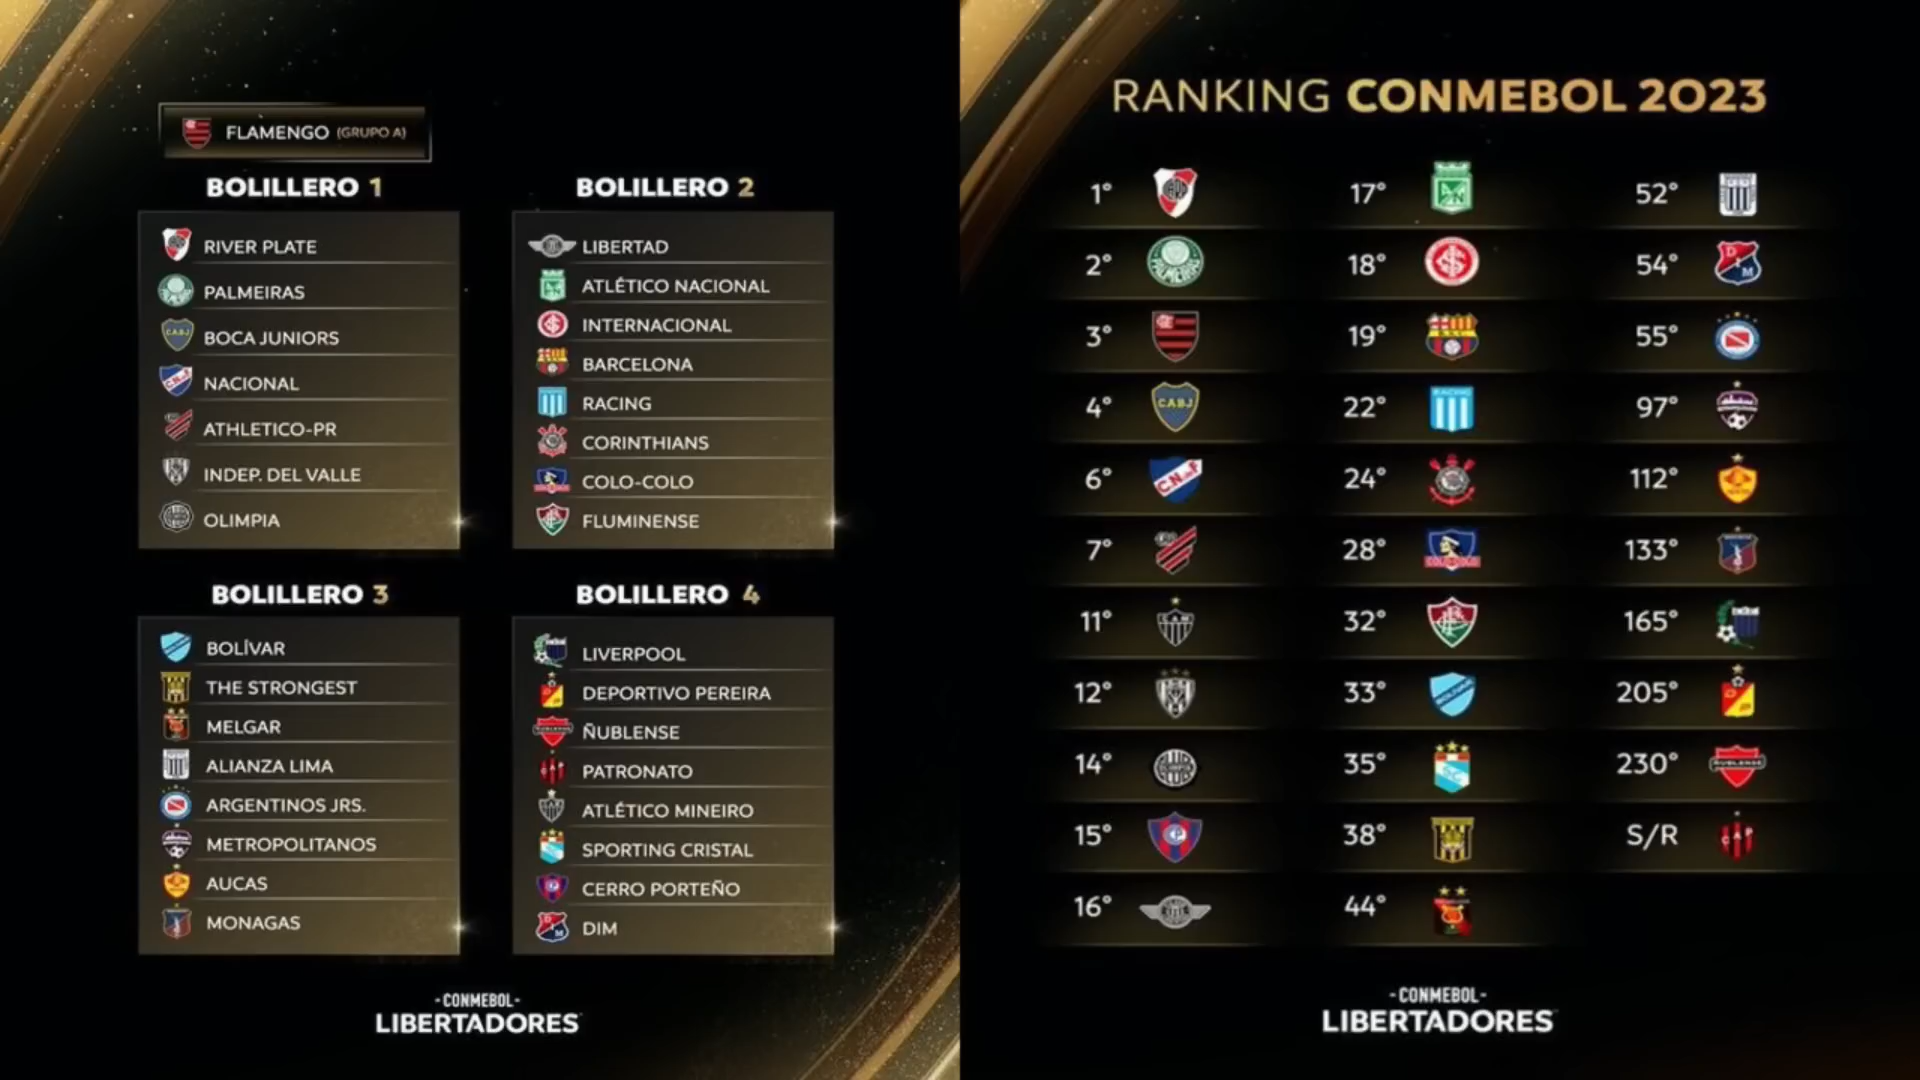 FLAMENGO (GRUPO A)
BOLILLERO 1
RIVER PLATE
PALMEIRAS
BOCA JUNIORS
NACIONAL
ATHLETICO-PR
INDEP. DEL VALLE
OLIMPIA
BOLILLERO 2
LIBERTAD
ATLÉTICO NACIONAL
INTERNACIONAL
BARCELONA
RACING
CORINTHIANS
COLO-COLO
FLUMINENSE
BOLILLERO 3
BOLÍVAR
THE STRONGEST
MELGAR
ALIANZA LIMA
ARGENTINOS JRS.
METROPOLITANOS
AUCAS
MONAGAS
BOLILLERO 4
LIVERPOOL
DEPORTIVO PEREIRA
ÑUBLENSE
PATRONATO
ATLÉTICO MINEIRO
SPORTING CRISTAL
CERRO PORTEÑO
DIM
-CONMEBOL-
LIBERTADORES
RANKING CONMEBOL 2023
1°
2°
3°
4°
6°
7°
11°
12°
14°
15°
16°
17°
18°
19°
22°
24°
28°
32°
33°
35°
38°
44°
52°
54°
55°
97°
112°
133°
165°
205°
230°
S/R
-CONMEBOL-
LIBERTADORES